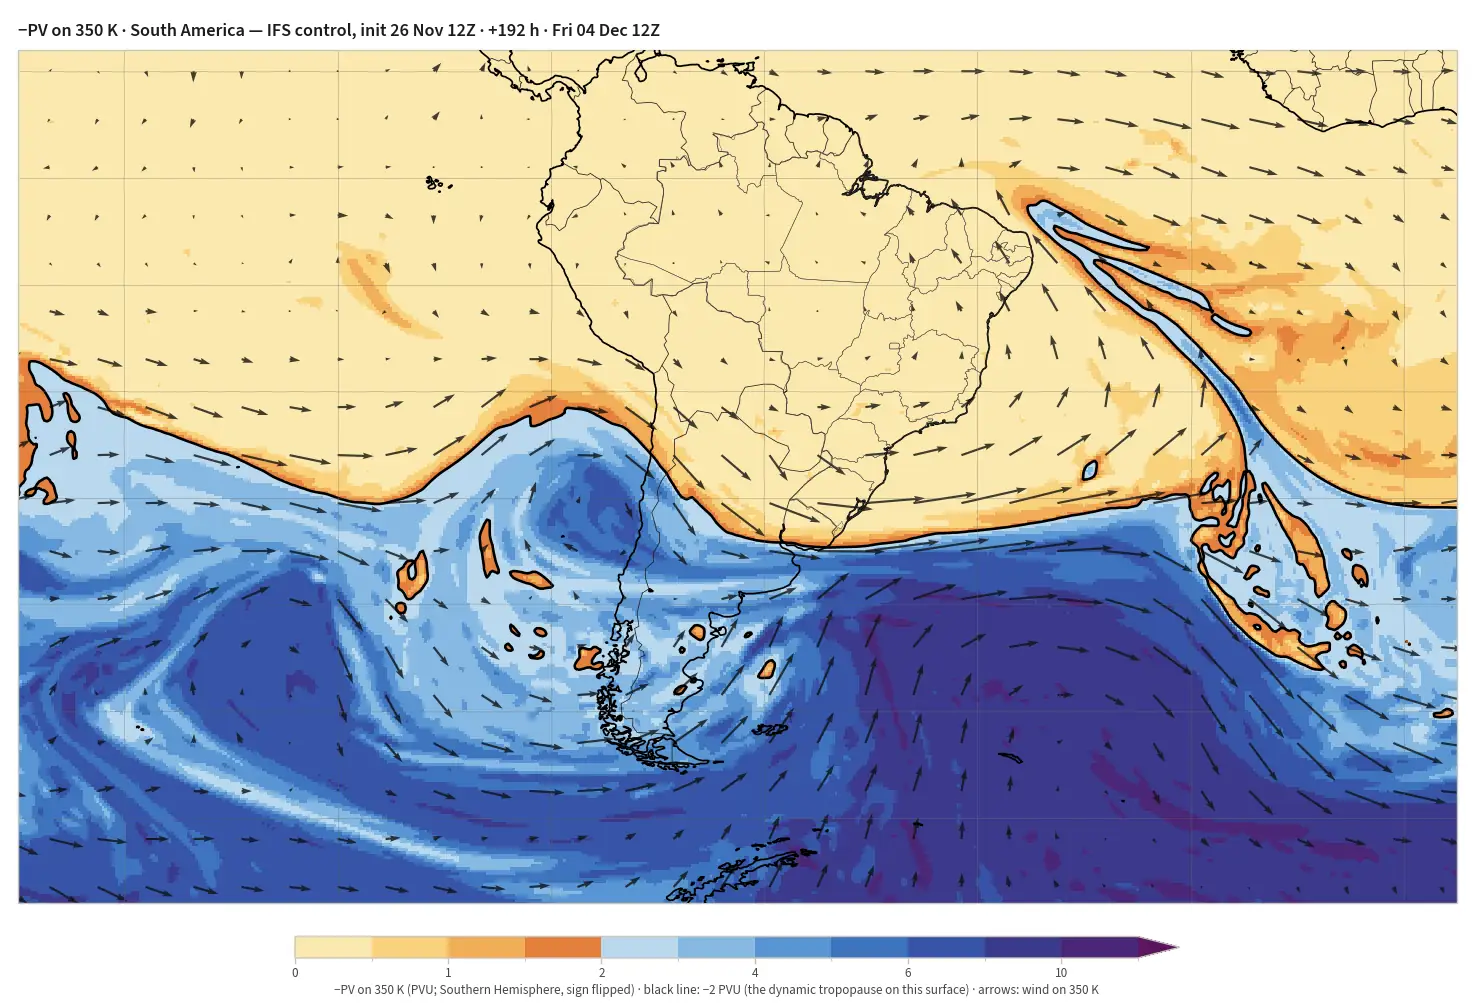 −PV on 350 K · South America — IFS control, init 26 Nov 12Z · +192 h · Fri 04 Dec 12Z
0 1 2 4 6 10
−PV on 350 K (PVU; Southern Hemisphere, sign flipped) · black line: −2 PVU (the dynamic tropopause on this surface) · arrows: wind on 350 K